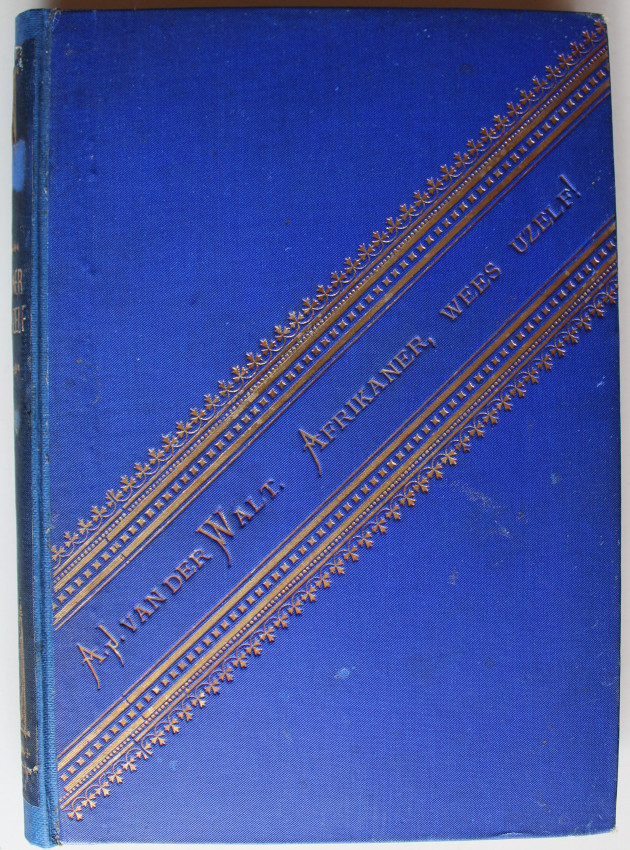 A.J. VAN DER WALT. AFRIKANER, WEES UZELF!